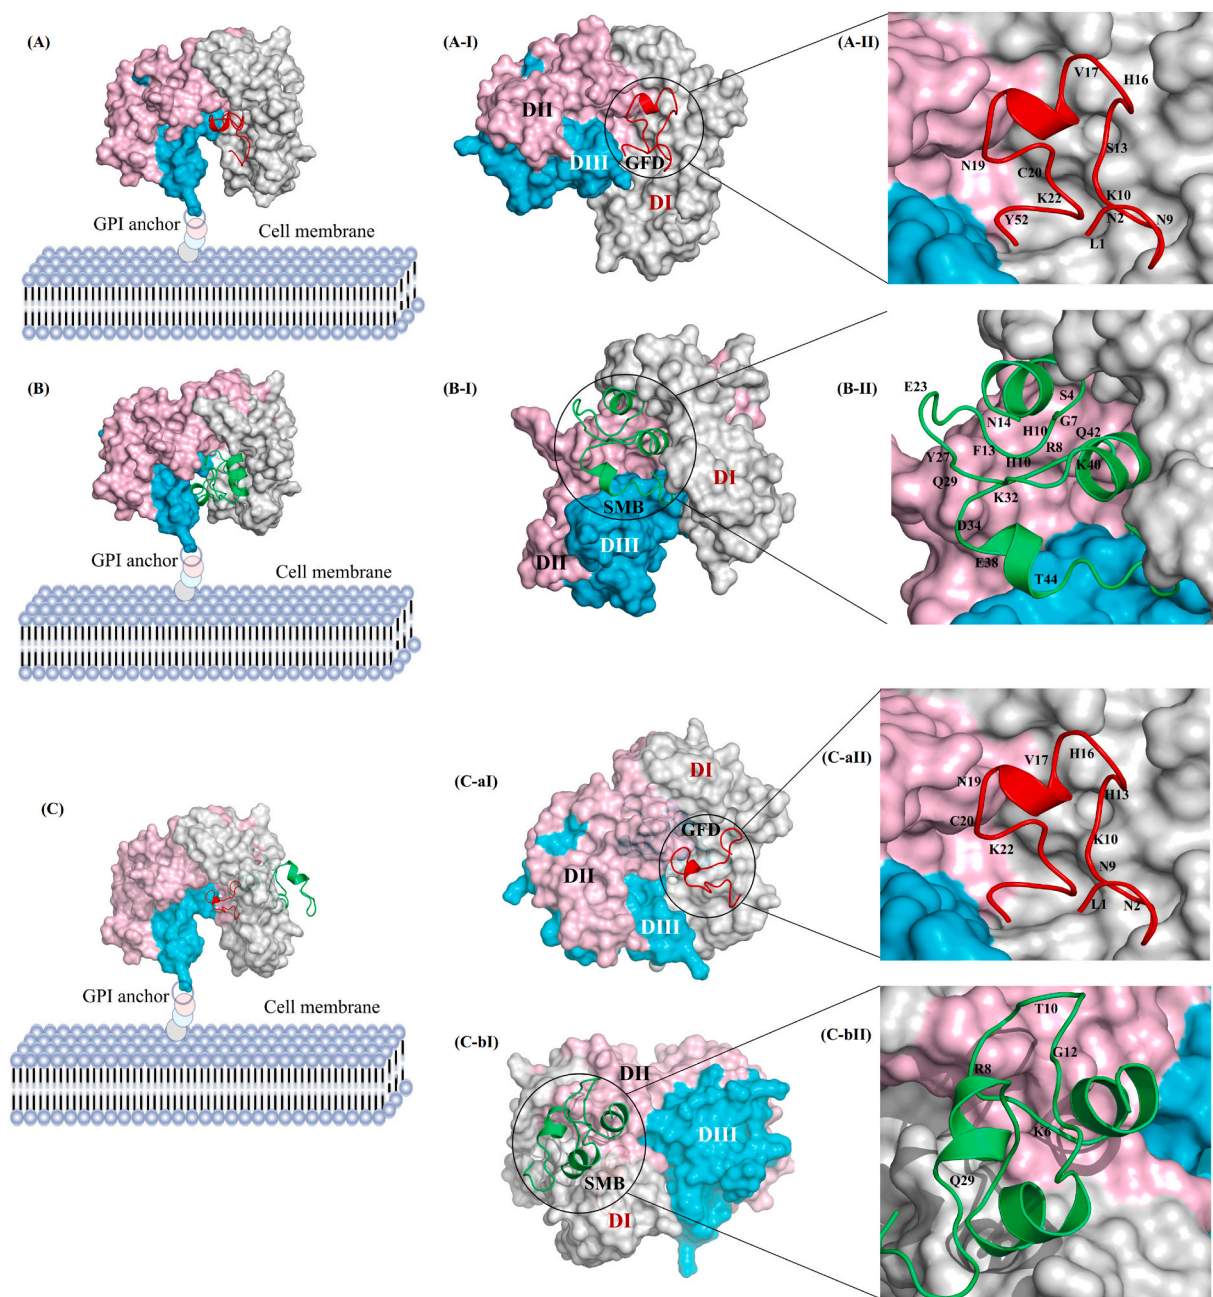 (A)
GPI anchor
Cell membrane
(A-I)
DII
DIII
GFD
DI
(A-II)
V17
H16
S13
N19
C20
K22
K10
Y52
N2
N9
L1
(B)
GPI anchor
Cell membrane
(B-I)
DI
SMB
DIII
DII
(B-II)
E23
S4
N14
G7
H10
Q42
F13
R8
Y27
H10
K40
Q29
K32
D34
E38
T44
(C)
GPI anchor
Cell membrane
(C-aI)
DI
GFD
DII
DIII
(C-aII)
V17
H16
N19
H13
C20
K10
K22
N9
L1
N2
(C-bI)
DII
DIII
SMB
DI
(C-bII)
T10
G12
R8
K6
Q29